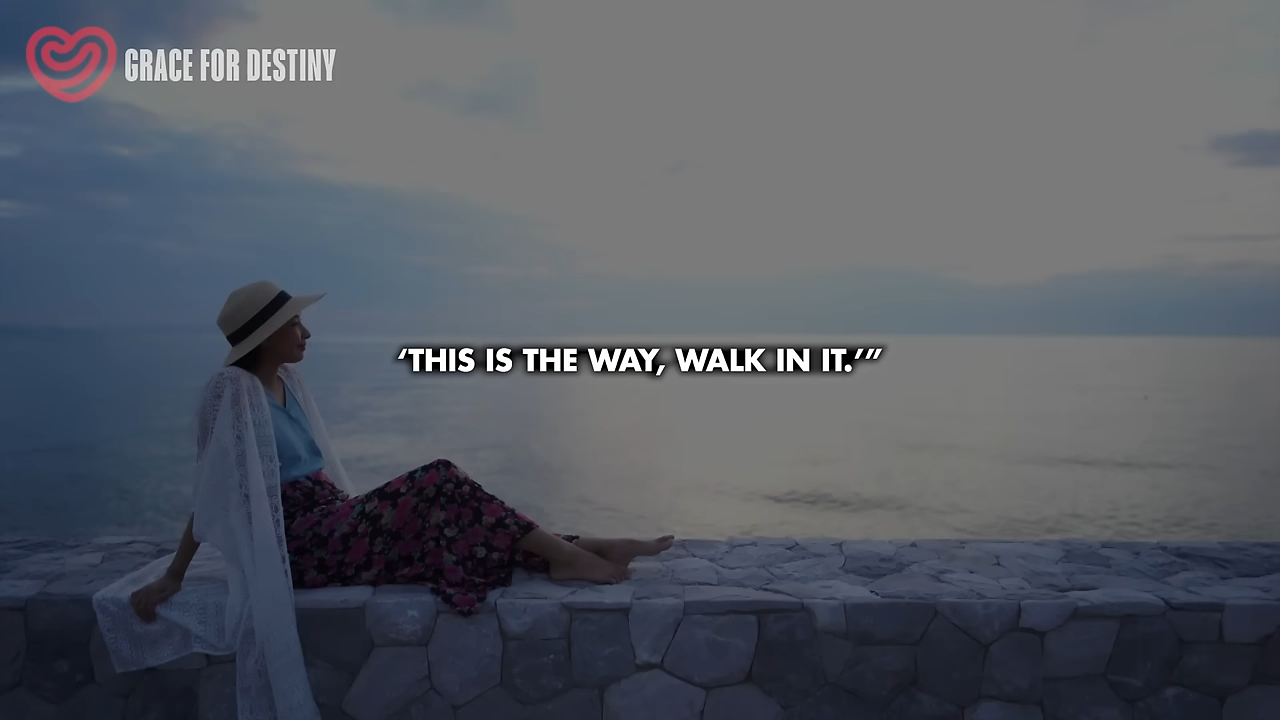 GRACE FOR DESTINY
‘THIS IS THE WAY, WALK IN IT.’”